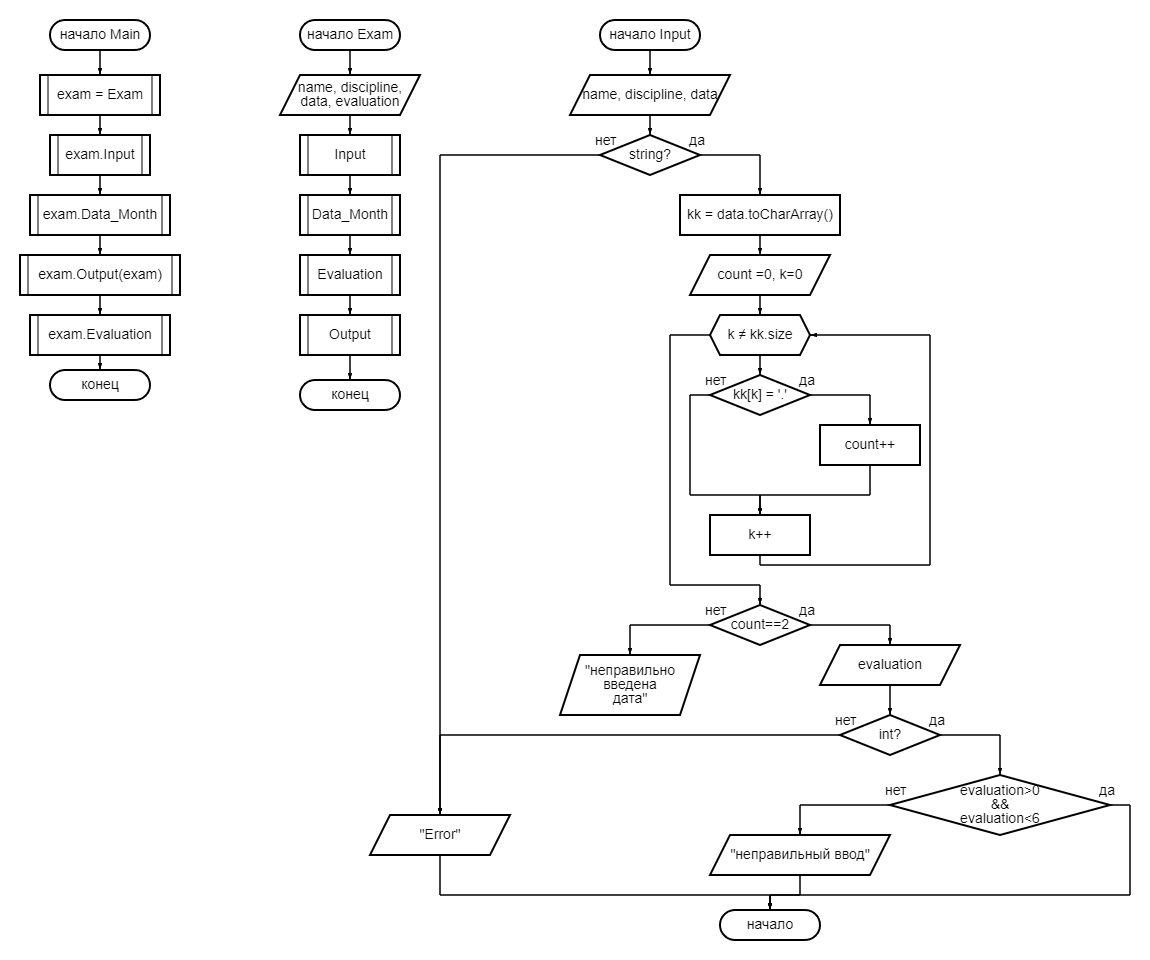 начало Main
exam = Exam
exam.Input
exam.Data_Month
exam.Output(exam)
exam.Evaluation
конец
начало Exam
name, discipline,
data, evaluation
Input
Data_Month
Evaluation
Output
конец
начало Input
name, discipline, data
нет
да
string?
kk = data.toCharArray()
count =0, k=0
k ≠ kk.size
нет
да
kk[k] = '.'
count++
k++
нет
да
count==2
"неправильно
введена
дата"
evaluation
нет
да
int?
нет
да
evaluation>0
&&
evaluation<6
"Error"
"неправильный ввод"
начало